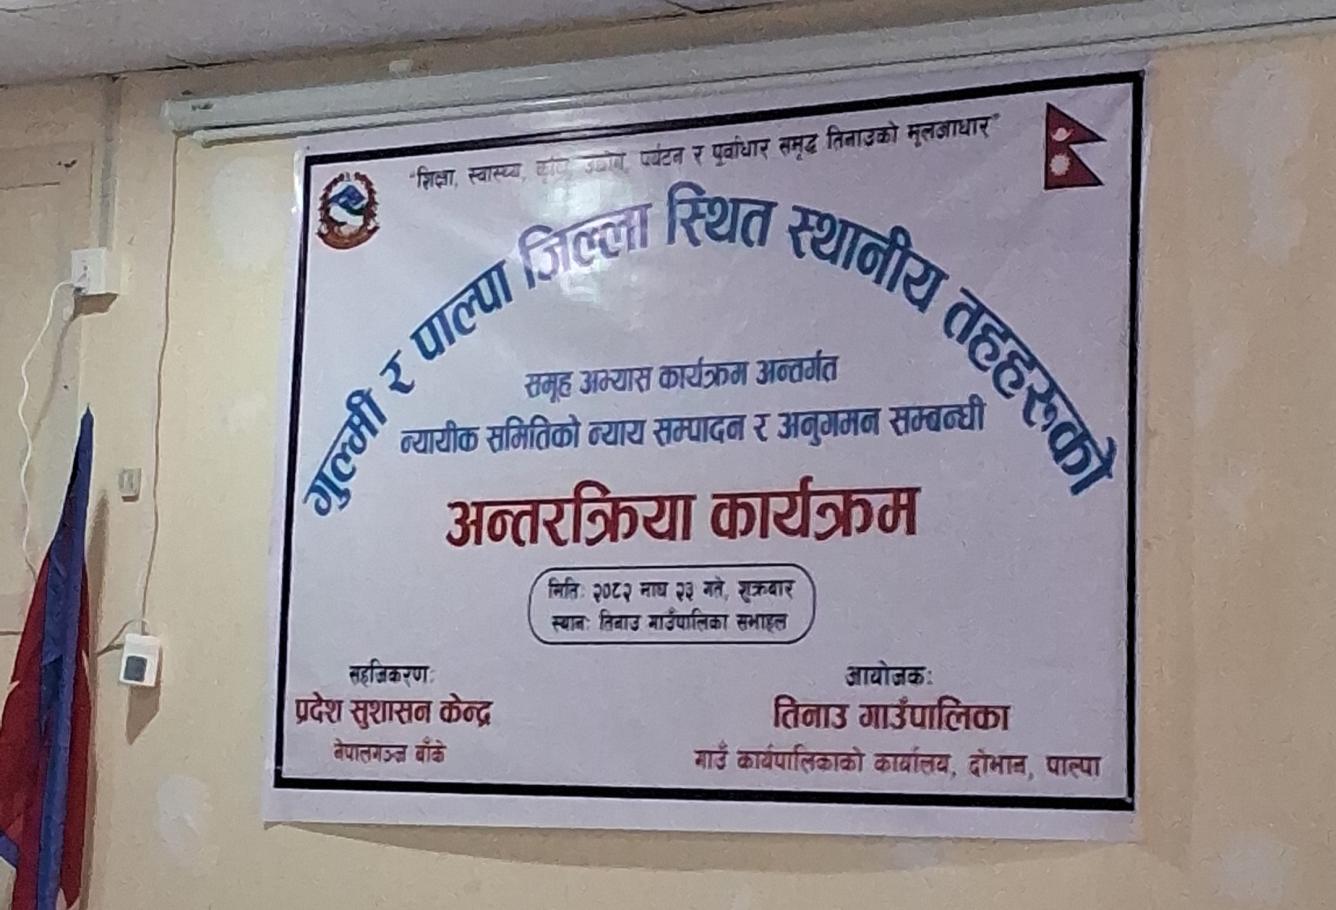 "शिक्षा, स्वास्थ्य, कृषि, उद्योग, पर्यटन र पूर्वाधार समृद्ध तिनाउको मूलआधार"
गुल्मी र पाल्पा जिल्ला स्थित स्थानीय तहहरूको
समूह अभ्यास कार्यक्रम अन्तर्गत
न्यायीक समितिको न्याय सम्पादन र अनुगमन सम्बन्धी
अन्तरक्रिया कार्यक्रम
मितिः २०८२ माघ २३ गते, शुक्रबार
स्थानः तिनाउ गाउँपालिका सभाहल
सहजिकरणः
प्रदेश सुशासन केन्द्र
नेपालगञ्ज बाँके
आयोजकः
तिनाउ गाउँपालिका
गाउँ कार्यपालिकाको कार्यालय, दोभान, पाल्पा